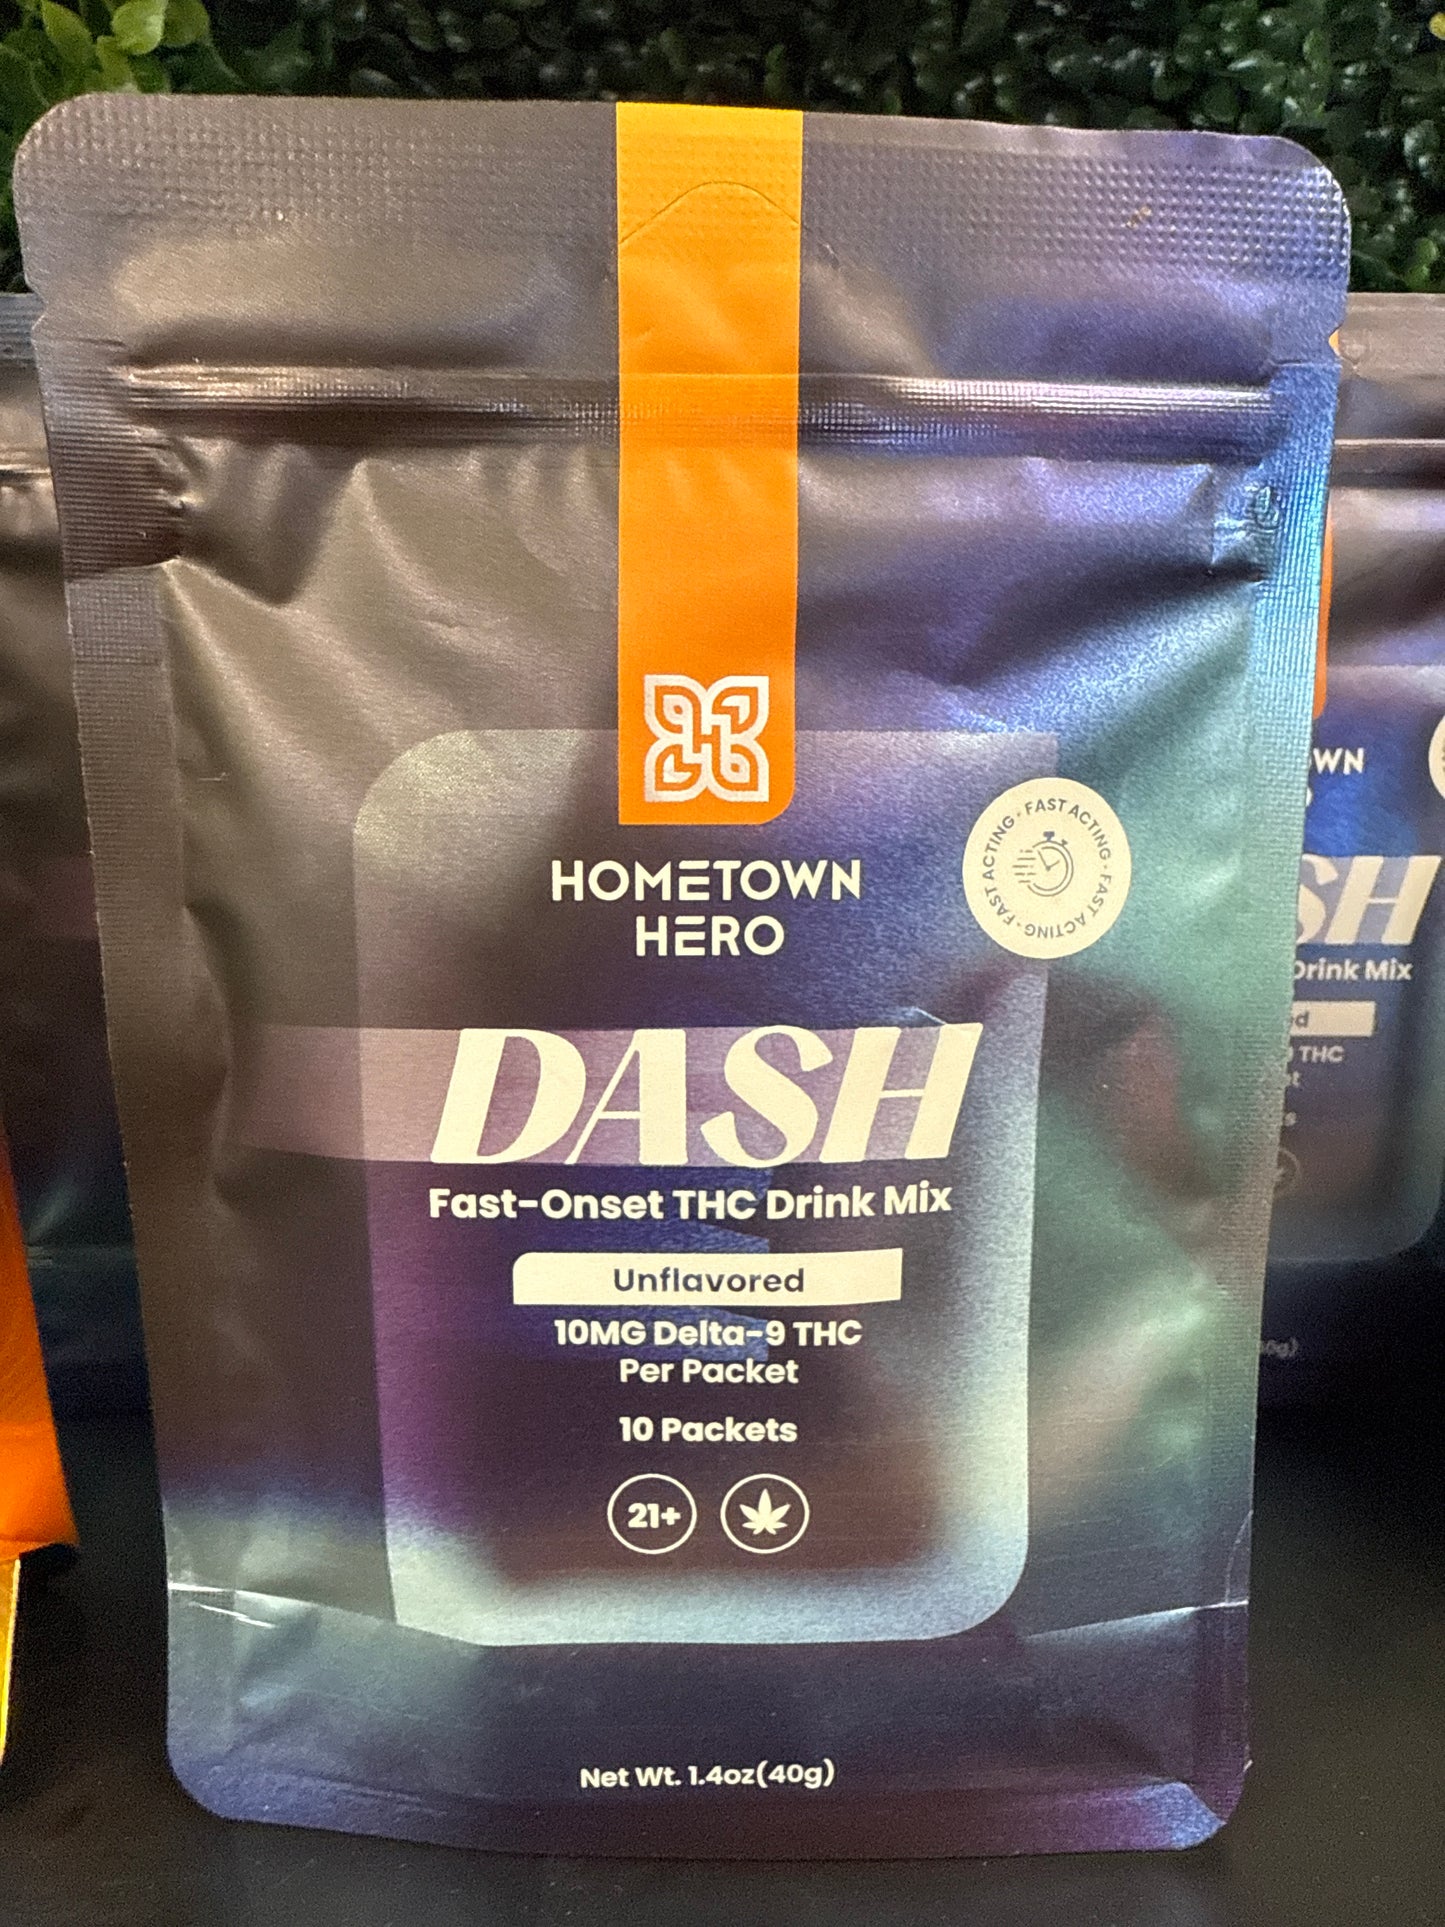 HOMETOWN
HERO
FAST ACTING · FAST ACTING · FAST ACTING ·
DASH
Fast-Onset THC Drink Mix
Unflavored
10MG Delta-9 THC
Per Packet
10 Packets
21+
Net Wt. 1.4oz(40g)
WN
SH
Drink Mix
ed
THC